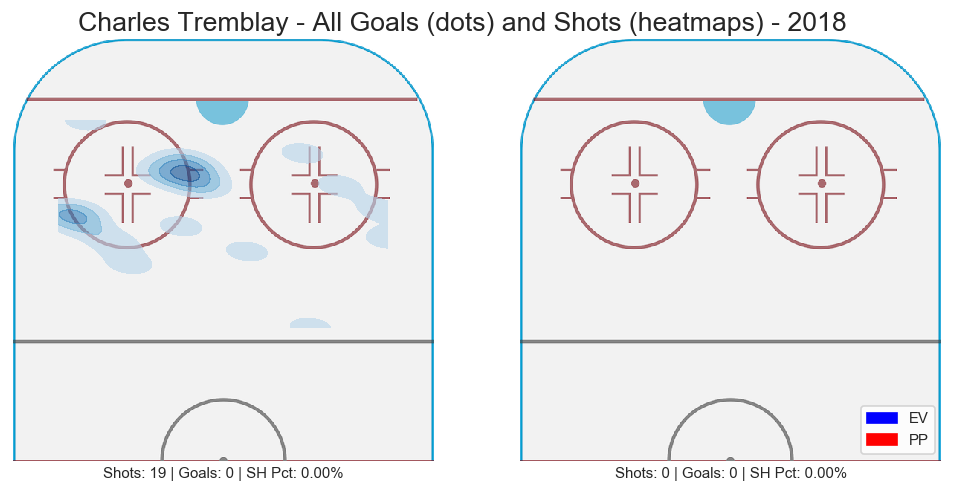 Charles Tremblay - All Goals (dots) and Shots (heatmaps) - 2018
EV
PP
Shots: 19 | Goals: 0 | SH Pct: 0.00%
Shots: 0 | Goals: 0 | SH Pct: 0.00%